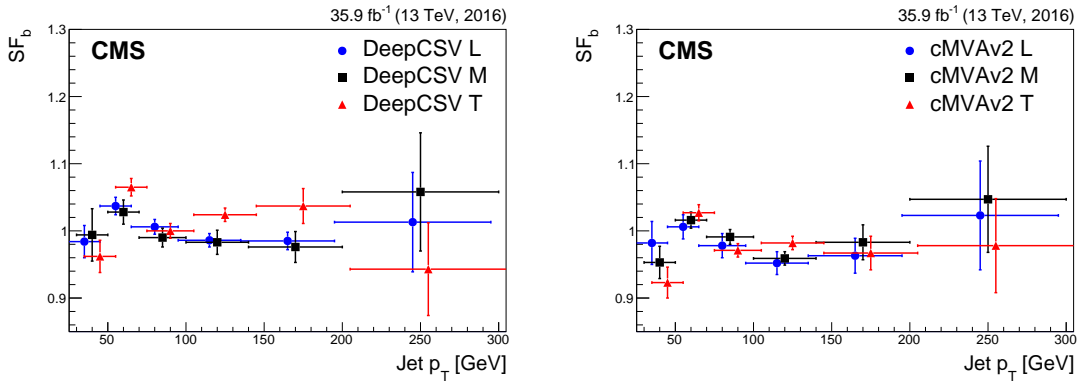 35.9 fb⁻¹ (13 TeV, 2016)
SF_b
1.3
1.2
1.1
1
0.9
CMS
DeepCSV L
DeepCSV M
DeepCSV T
50 100 150 200 250 300
Jet p_T [GeV]
35.9 fb⁻¹ (13 TeV, 2016)
SF_b
1.3
1.2
1.1
1
0.9
CMS
cMVAv2 L
cMVAv2 M
cMVAv2 T
50 100 150 200 250 300
Jet p_T [GeV]